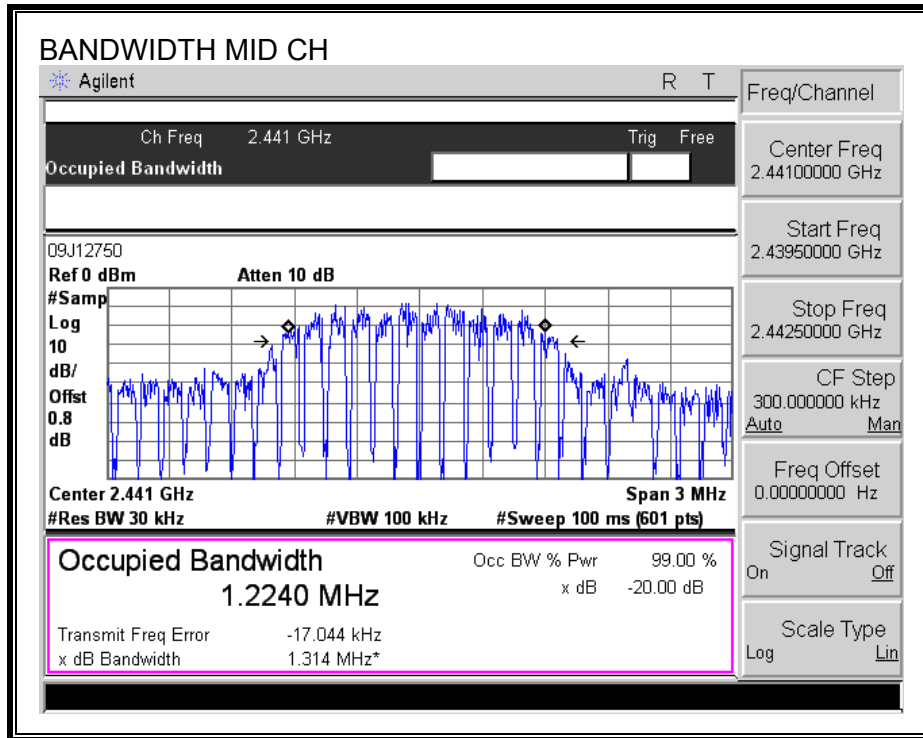 BANDWIDTH MID CH
Agilent R T
Ch Freq 2.441 GHz Trig Free
Occupied Bandwidth
09J12750
Ref 0 dBm Atten 10 dB
#Samp
Log
10
dB/
Offst
0.8
dB
Center 2.441 GHz Span 3 MHz
#Res BW 30 kHz #VBW 100 kHz #Sweep 100 ms (601 pts)
Occupied Bandwidth Occ BW % Pwr 99.00 %
1.2240 MHz x dB -20.00 dB
Transmit Freq Error -17.044 kHz
x dB Bandwidth 1.314 MHz*
Freq/Channel
Center Freq
2.44100000 GHz
Start Freq
2.43950000 GHz
Stop Freq
2.44250000 GHz
CF Step
300.000000 kHz
Auto Man
Freq Offset
0.00000000 Hz
Signal Track
On Off
Scale Type
Log Lin